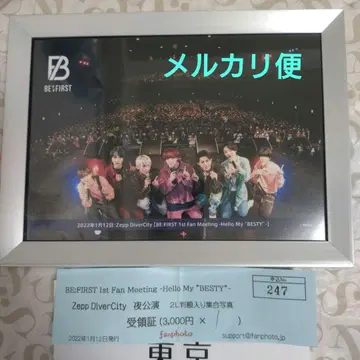 BE:FIRST
メルカリ便
2022年1月12日 Zepp DiverCity [BE:FIRST 1st Fan Meeting -Hello My "BESTY"-]
BE:FIRST 1st Fan Meeting -Hello My "BESTY"-
247
Zepp DiverCity 夜公演 2L判額入り集合写真
受領証 (3,000円 × / )
2022年1月12日発行
fanphoto
support@fanphoto.jp
東京